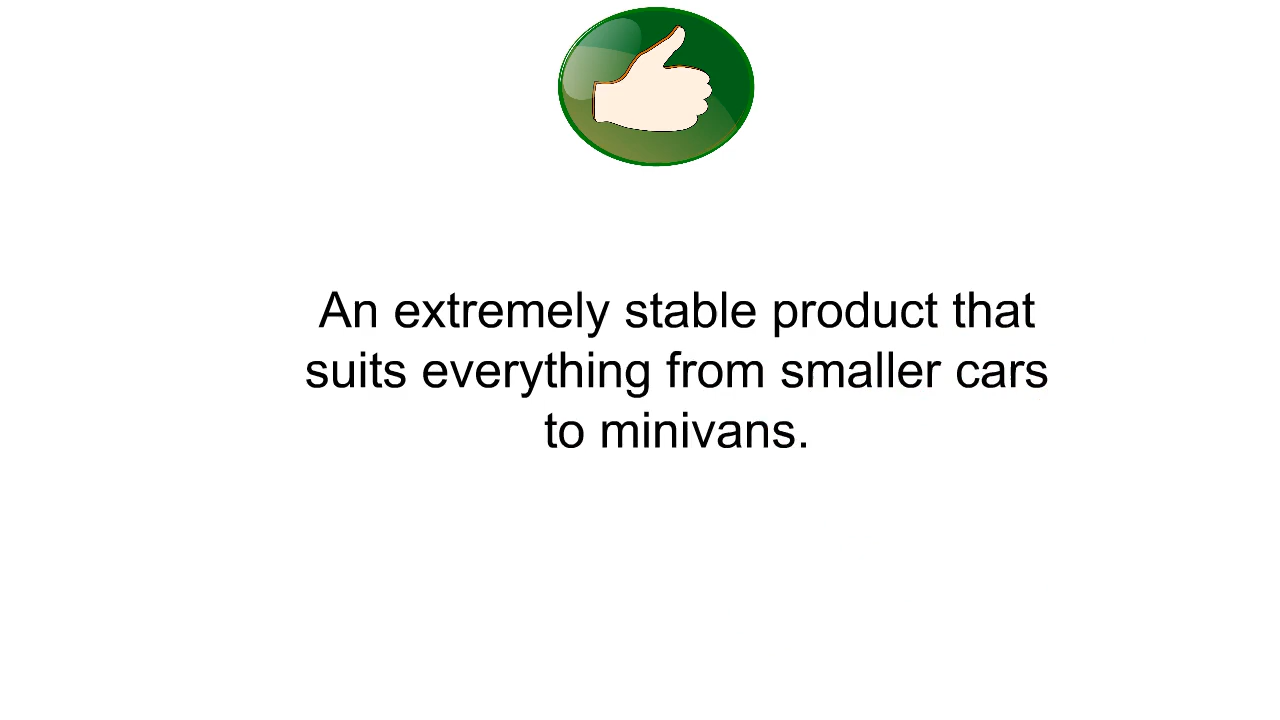 An extremely stable product that
suits everything from smaller cars
to minivans.